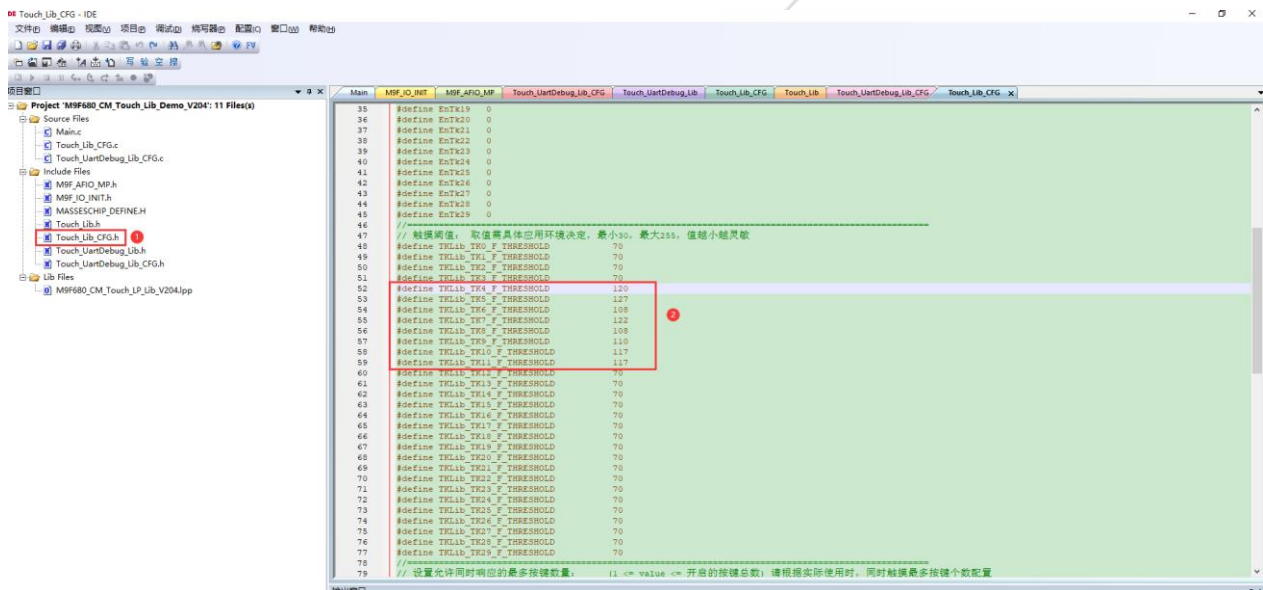 Touch_Lib_CFG - IDE
文件(F) 编辑(E) 视图(V) 项目(P) 调试(D) 烧写器(P) 配置(C) 窗口(W) 帮助(H)
写 验 空 擦
项目窗口
Project 'M9F680_CM_Touch_Lib_Demo_V204': 11 Files(s)
Source Files
Main.c
Touch_Lib_CFG.c
Touch_UartDebug_Lib_CFG.c
Include Files
M9F_AFIO_MP.h
M9F_IO_INIT.h
MASSESCHIP_DEFINE.H
Touch_Lib.h
Touch_Lib_CFG.h 1
Touch_UartDebug_Lib.h
Touch_UartDebug_Lib_CFG.h
Lib Files
M9F680_CM_Touch_LP_Lib_V204.lpp
Main M9F_IO_INIT M9F_AFIO_MP Touch_UartDebug_Lib_CFG Touch_UartDebug_Lib Touch_Lib_CFG Touch_Lib Touch_UartDebug_Lib_CFG Touch_Lib_CFG x
35 #define EnTk19 0
36 #define EnTk20 0
37 #define EnTk21 0
38 #define EnTk22 0
39 #define EnTk23 0
40 #define EnTk24 0
41 #define EnTk25 0
42 #define EnTk26 0
43 #define EnTk27 0
44 #define EnTk28 0
45 #define EnTk29 0
46 //==========
47 // 触摸阈值: 取值需具体应用环境决定, 最小30, 最大255, 值越小越灵敏
48 #define TKLib_TK0_F_THRESHOLD 70
49 #define TKLib_TK1_F_THRESHOLD 70
50 #define TKLib_TK2_F_THRESHOLD 70
51 #define TKLib_TK3_F_THRESHOLD 70
52 #define TKLib_TK4_F_THRESHOLD 120
53 #define TKLib_TK5_F_THRESHOLD 127
54 #define TKLib_TK6_F_THRESHOLD 108
55 #define TKLib_TK7_F_THRESHOLD 122
56 #define TKLib_TK8_F_THRESHOLD 108
57 #define TKLib_TK9_F_THRESHOLD 110
58 #define TKLib_TK10_F_THRESHOLD 117
59 #define TKLib_TK11_F_THRESHOLD 117
2
60 #define TKLib_TK12_F_THRESHOLD 70
61 #define TKLib_TK13_F_THRESHOLD 70
62 #define TKLib_TK14_F_THRESHOLD 70
63 #define TKLib_TK15_F_THRESHOLD 70
64 #define TKLib_TK16_F_THRESHOLD 70
65 #define TKLib_TK17_F_THRESHOLD 70
66 #define TKLib_TK18_F_THRESHOLD 70
67 #define TKLib_TK19_F_THRESHOLD 70
68 #define TKLib_TK20_F_THRESHOLD 70
69 #define TKLib_TK21_F_THRESHOLD 70
70 #define TKLib_TK22_F_THRESHOLD 70
71 #define TKLib_TK23_F_THRESHOLD 70
72 #define TKLib_TK24_F_THRESHOLD 70
73 #define TKLib_TK25_F_THRESHOLD 70
74 #define TKLib_TK26_F_THRESHOLD 70
75 #define TKLib_TK27_F_THRESHOLD 70
76 #define TKLib_TK28_F_THRESHOLD 70
77 #define TKLib_TK29_F_THRESHOLD 70
78 //==========
79 // 设置允许同时响应的最多按键数量: (1 <= value <= 开启的按键总数) 请根据实际使用时, 同时触摸最多按键个数配置